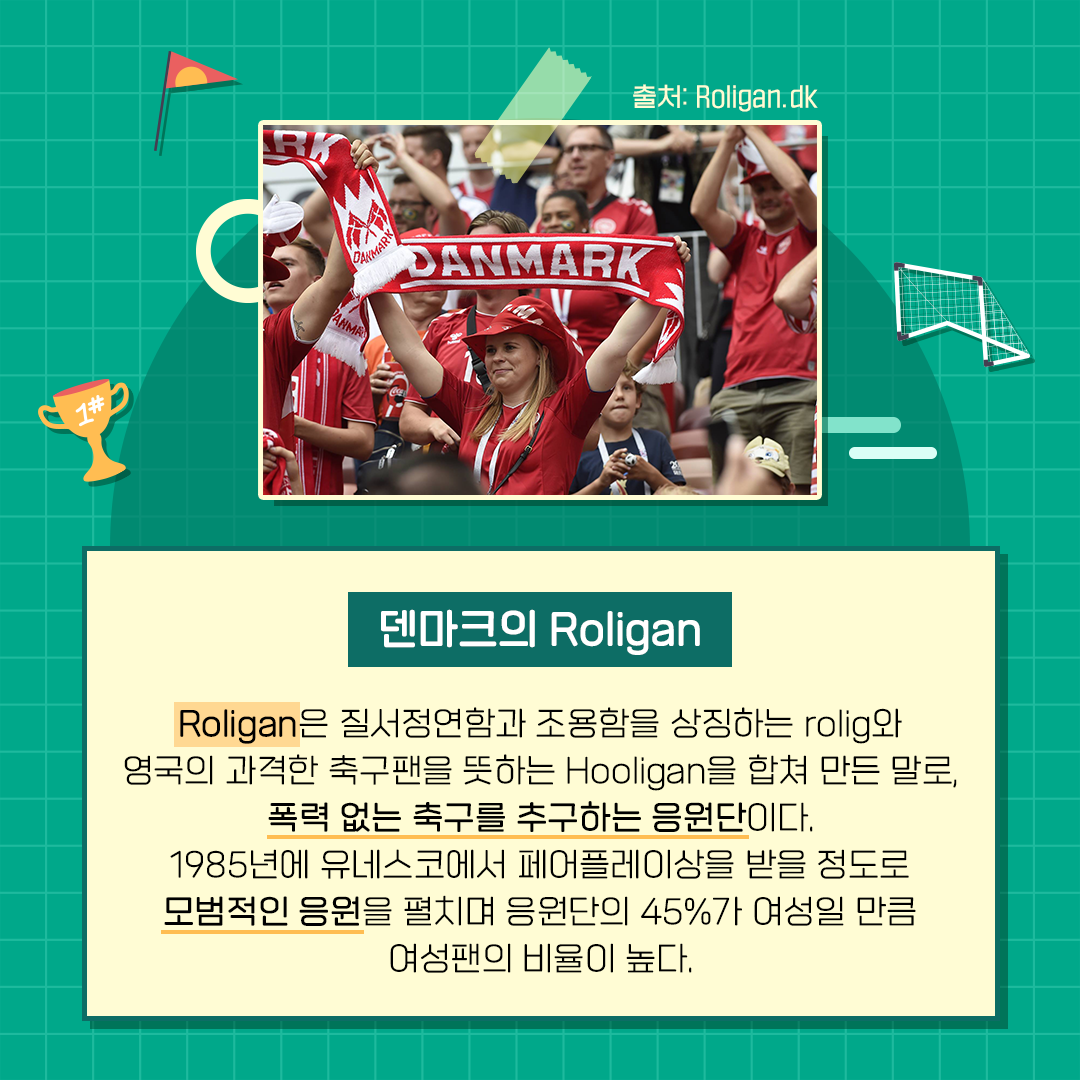 출처: Roligan.dk
ARK
DANMARK
DANMARK
DANMA
1#
덴마크의 Roligan
Roligan은 질서정연함과 조용함을 상징하는 rolig와
영국의 과격한 축구팬을 뜻하는 Hooligan을 합쳐 만든 말로,
폭력 없는 축구를 추구하는 응원단이다.
1985년에 유네스코에서 페어플레이상을 받을 정도로
모범적인 응원을 펼치며 응원단의 45%가 여성일 만큼
여성팬의 비율이 높다.